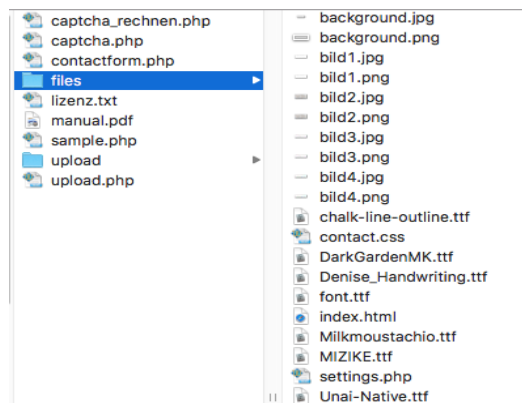 captcha_rechnen.php
captcha.php
contactform.php
files
lizenz.txt
manual.pdf
sample.php
upload
upload.php
background.jpg
background.png
bild1.jpg
bild1.png
bild2.jpg
bild2.png
bild3.jpg
bild3.png
bild4.jpg
bild4.png
chalk-line-outline.ttf
contact.css
DarkGardenMK.ttf
Denise_Handwriting.ttf
font.ttf
index.html
Milkmoustachio.ttf
MIZIKE.ttf
settings.php
Unai-Native.ttf